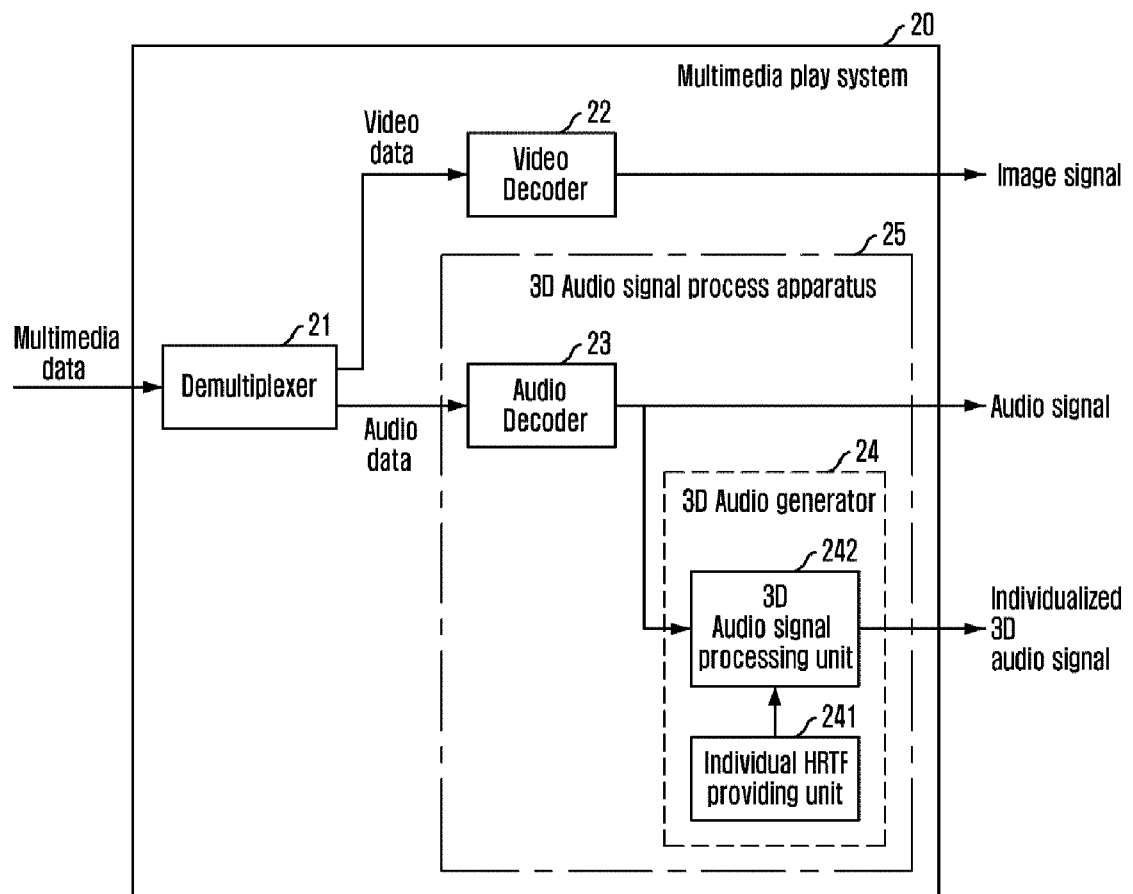 20
Multimedia play system
22
Video
data
Video
Decoder
Image signal
25
3D Audio signal process apparatus
Multimedia
data
21
Demultiplexer
23
Audio
Decoder
Audio signal
Audio
data
24
3D Audio generator
242
3D
Audio signal
processing unit
Individualized
3D
audio signal
241
Individual HRTF
providing unit